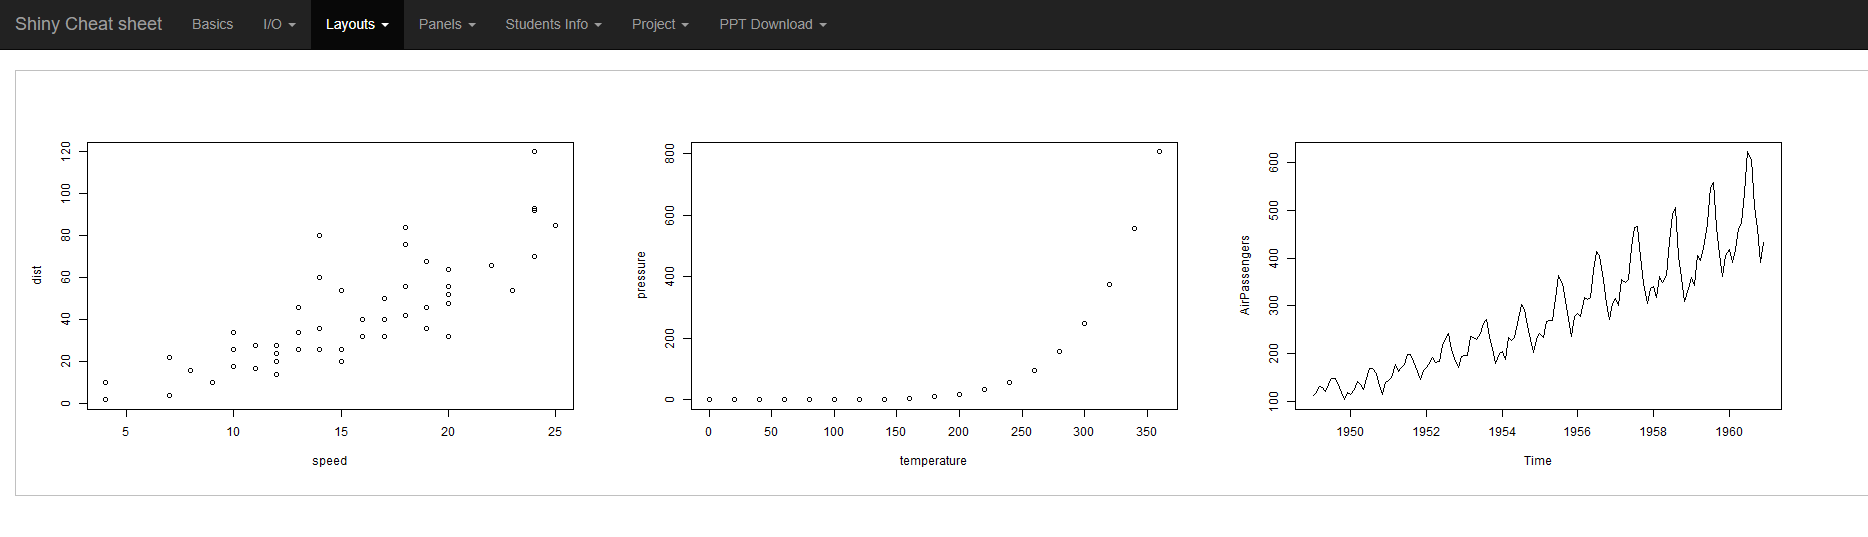 Shiny Cheat sheet Basics I/O Layouts Panels Students Info Project PPT Download
dist
120
100
80
60
40
20
0
5 10 15 20 25
speed
pressure
800
600
400
200
0
0 50 100 150 200 250 300 350
temperature
AirPassengers
600
500
400
300
200
100
1950 1952 1954 1956 1958 1960
Time